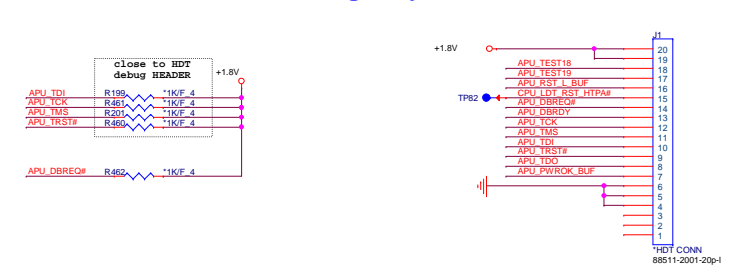 close to HDT
debug HEADER
+1.8V
APU_TDI R199 *1K/F_4
APU_TCK R461 *1K/F_4
APU_TMS R201 *1K/F_4
APU_TRST# R460 *1K/F_4
APU_DBREQ# R462 *1K/F_4
J1
+1.8V 20
19
APU_TEST18 18
APU_TEST19 17
APU_RST_L_BUF 16
TP82 CPU_LDT_RST_HTPA# 15
APU_DBREQ# 14
APU_DBRDY 13
APU_TCK 12
APU_TMS 11
APU_TDI 10
APU_TRST# 9
APU_TDO 8
APU_PWROK_BUF 7
6
5
4
3
2
1
*HDT CONN
88511-2001-20p-l